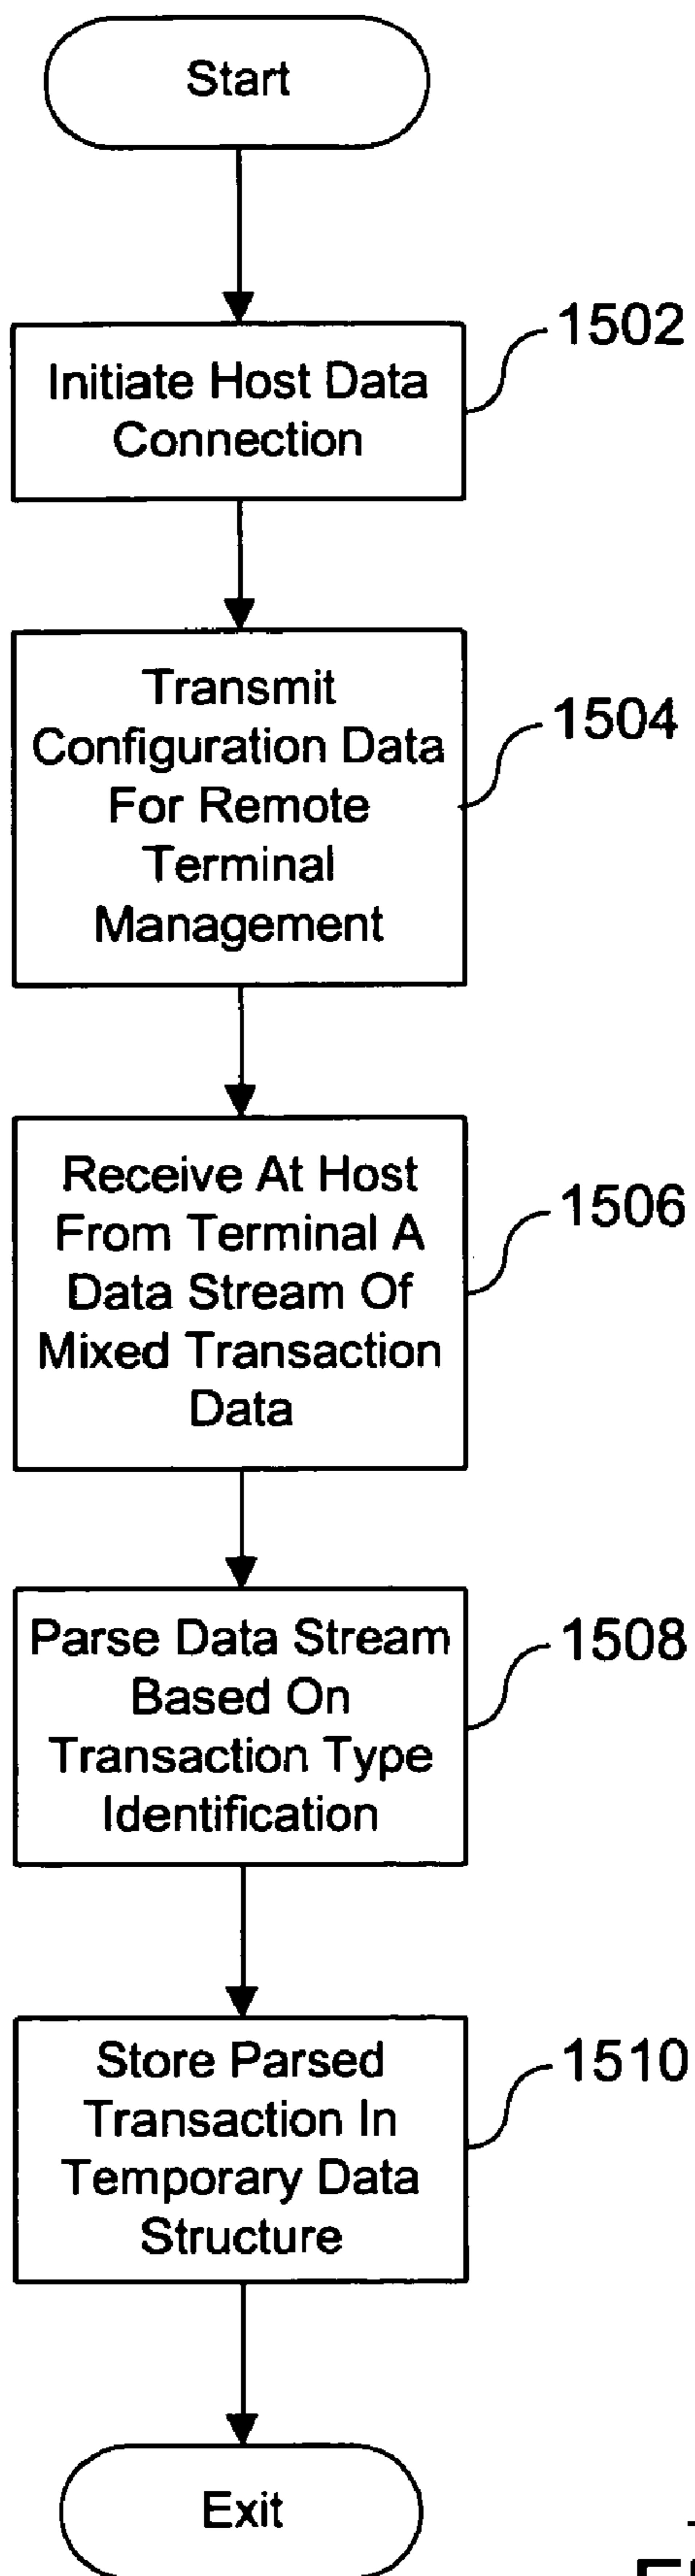 Start
1502
Initiate Host Data
Connection
Transmit
Configuration Data
For Remote
Terminal
Management
1504
Receive At Host
From Terminal A
Data Stream Of
Mixed Transaction
Data
1506
Parse Data Stream
Based On
Transaction Type
Identification
1508
Store Parsed
Transaction In
Temporary Data
Structure
1510
Exit